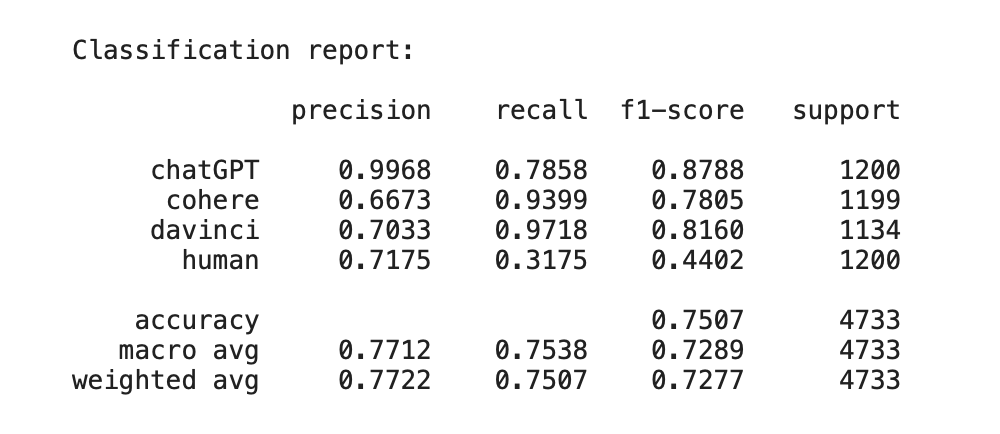 Classification report:
precision recall f1-score support
chatGPT 0.9968 0.7858 0.8788 1200
cohere 0.6673 0.9399 0.7805 1199
davinci 0.7033 0.9718 0.8160 1134
human 0.7175 0.3175 0.4402 1200
accuracy 0.7507 4733
macro avg 0.7712 0.7538 0.7289 4733
weighted avg 0.7722 0.7507 0.7277 4733